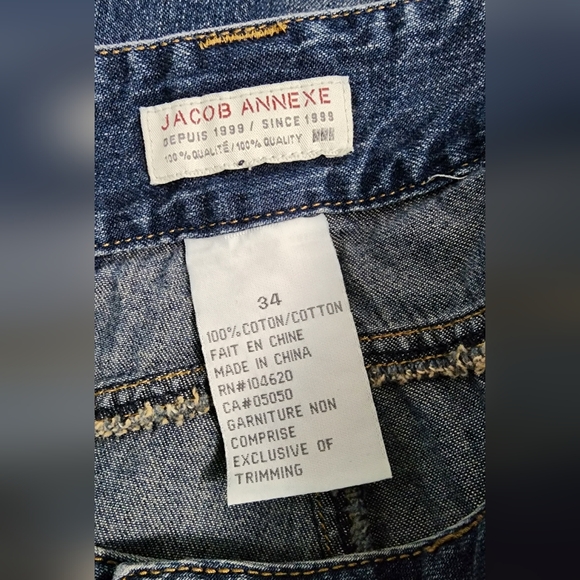 JACOB ANNEXE
DEPUIS 1999 / SINCE 1999
100% QUALITÉ / 100% QUALITY
34
100% COTON/COTTON
FAIT EN CHINE
MADE IN CHINA
RN#104620
CA#05050
GARNITURE NON
COMPRISE
EXCLUSIVE OF
TRIMMING